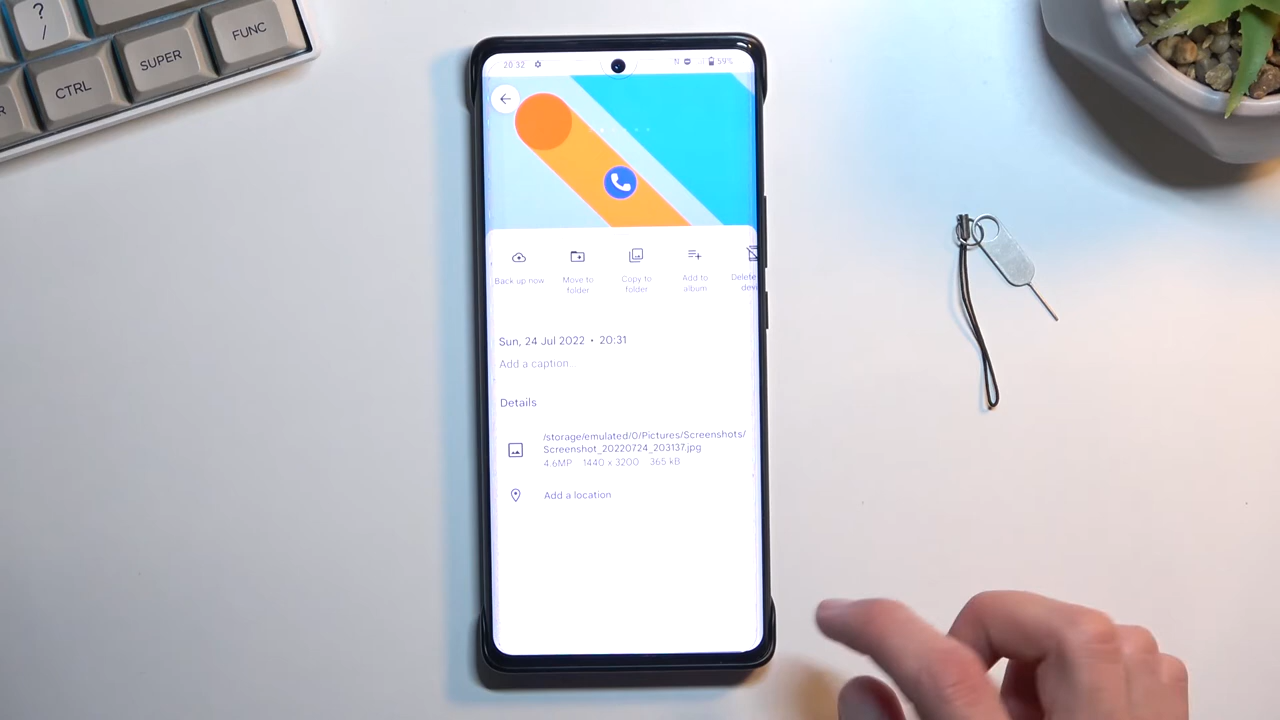 ?
/
FUNC
SUPER
CTRL
R
20:32
59%
Back up now
Move to
folder
Copy to
folder
Add to
album
Delete
Sun, 24 Jul 2022 • 20:31
Add a caption...
Details
/storage/emulated/0/Pictures/Screenshots/
Screenshot_20220724_203137.jpg
4.6MP 1440 x 3200 365 kB
Add a location